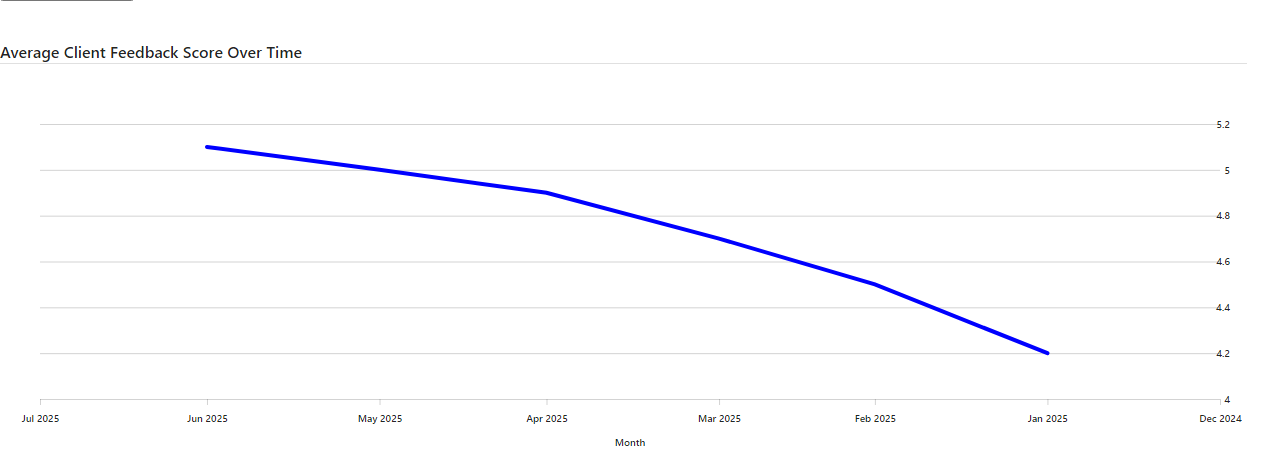 Average Client Feedback Score Over Time
5.2
5
4.8
4.6
4.4
4.2
4
Jul 2025 Jun 2025 May 2025 Apr 2025 Mar 2025 Feb 2025 Jan 2025 Dec 2024
Month